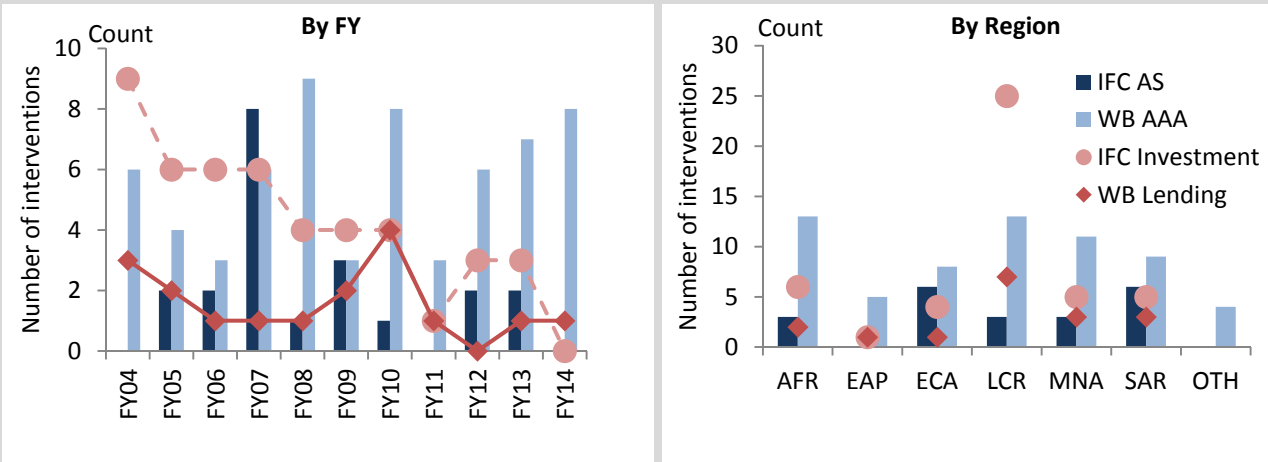 By FY
Count
Number of interventions
10
8
6
4
2
0
FY04
FY05
FY06
FY07
FY08
FY09
FY10
FY11
FY12
FY13
FY14
By Region
Count
Number of interventions
30
25
20
15
10
5
0
AFR
EAP
ECA
LCR
MNA
SAR
OTH
IFC AS
WB AAA
IFC Investment
WB Lending